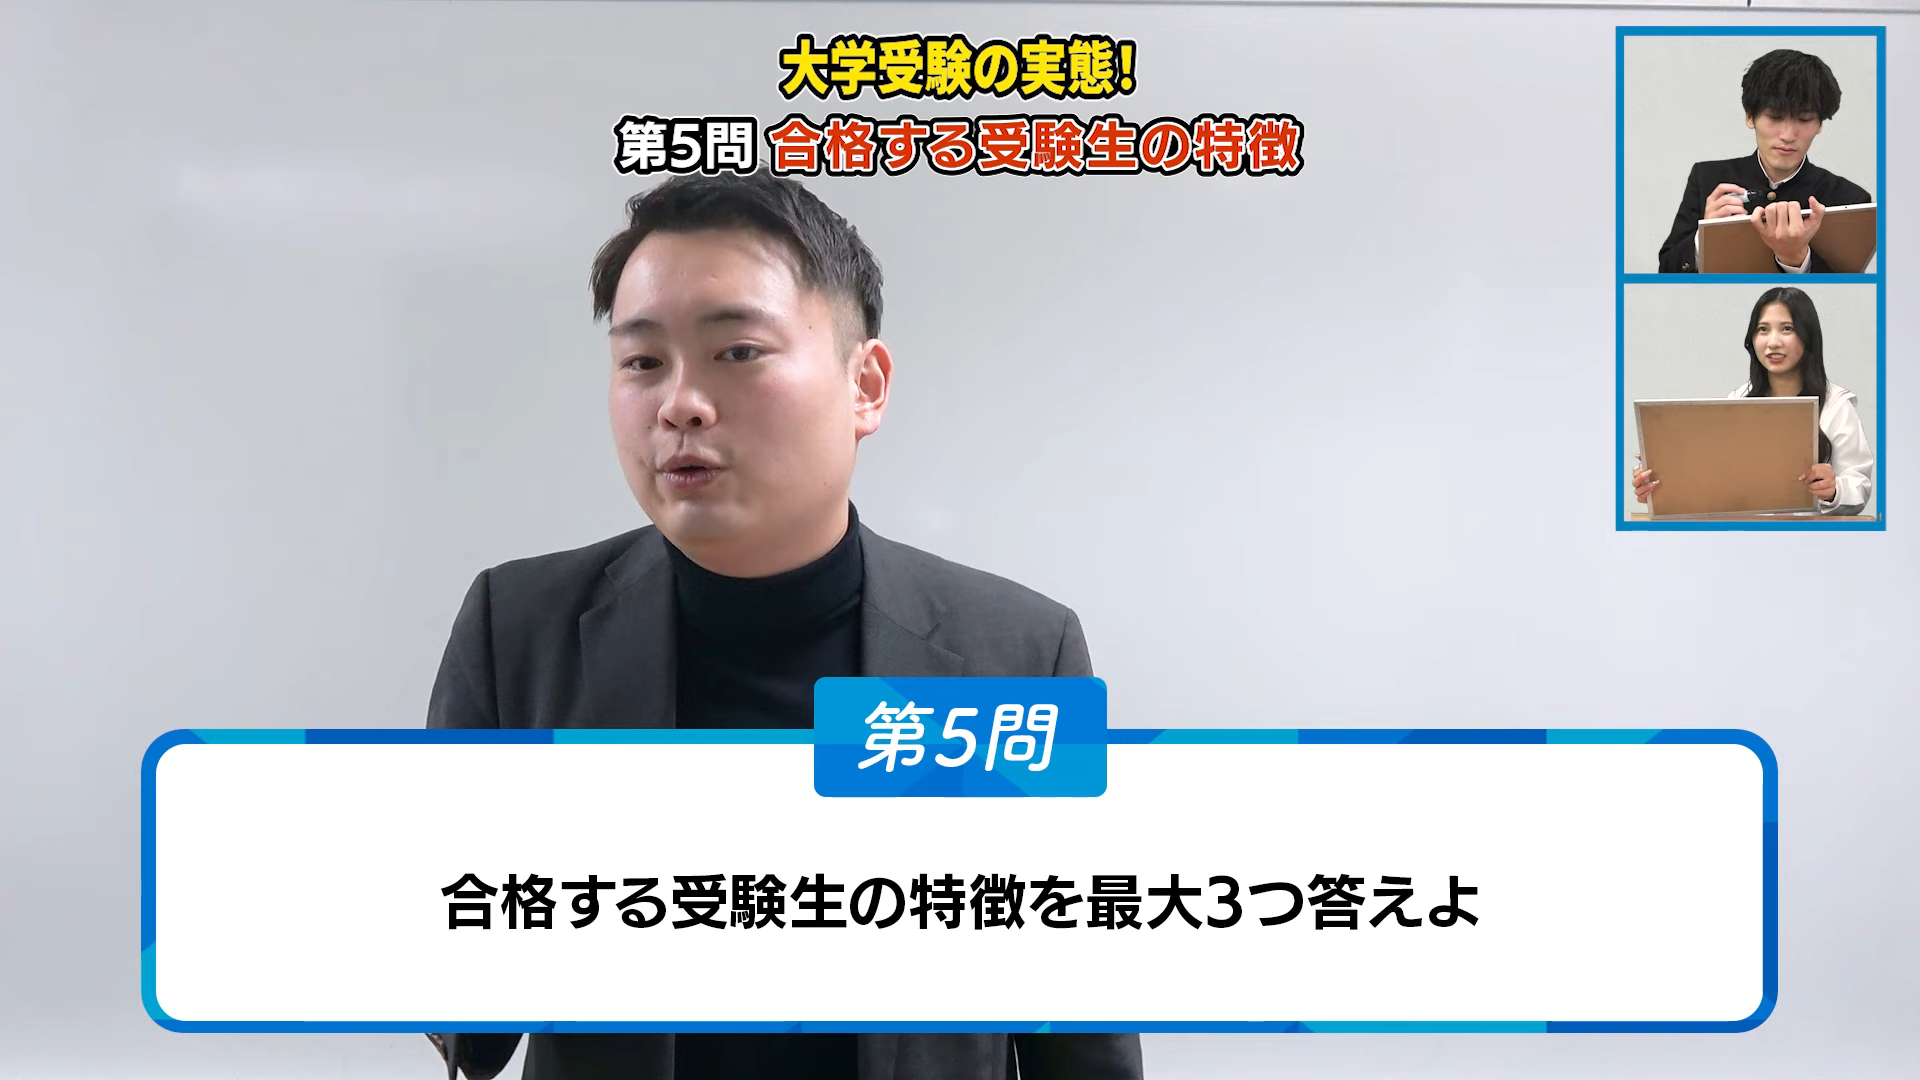 大学受験の実態!
第5問 合格する受験生の特徴
第5問
合格する受験生の特徴を最大3つ答えよ